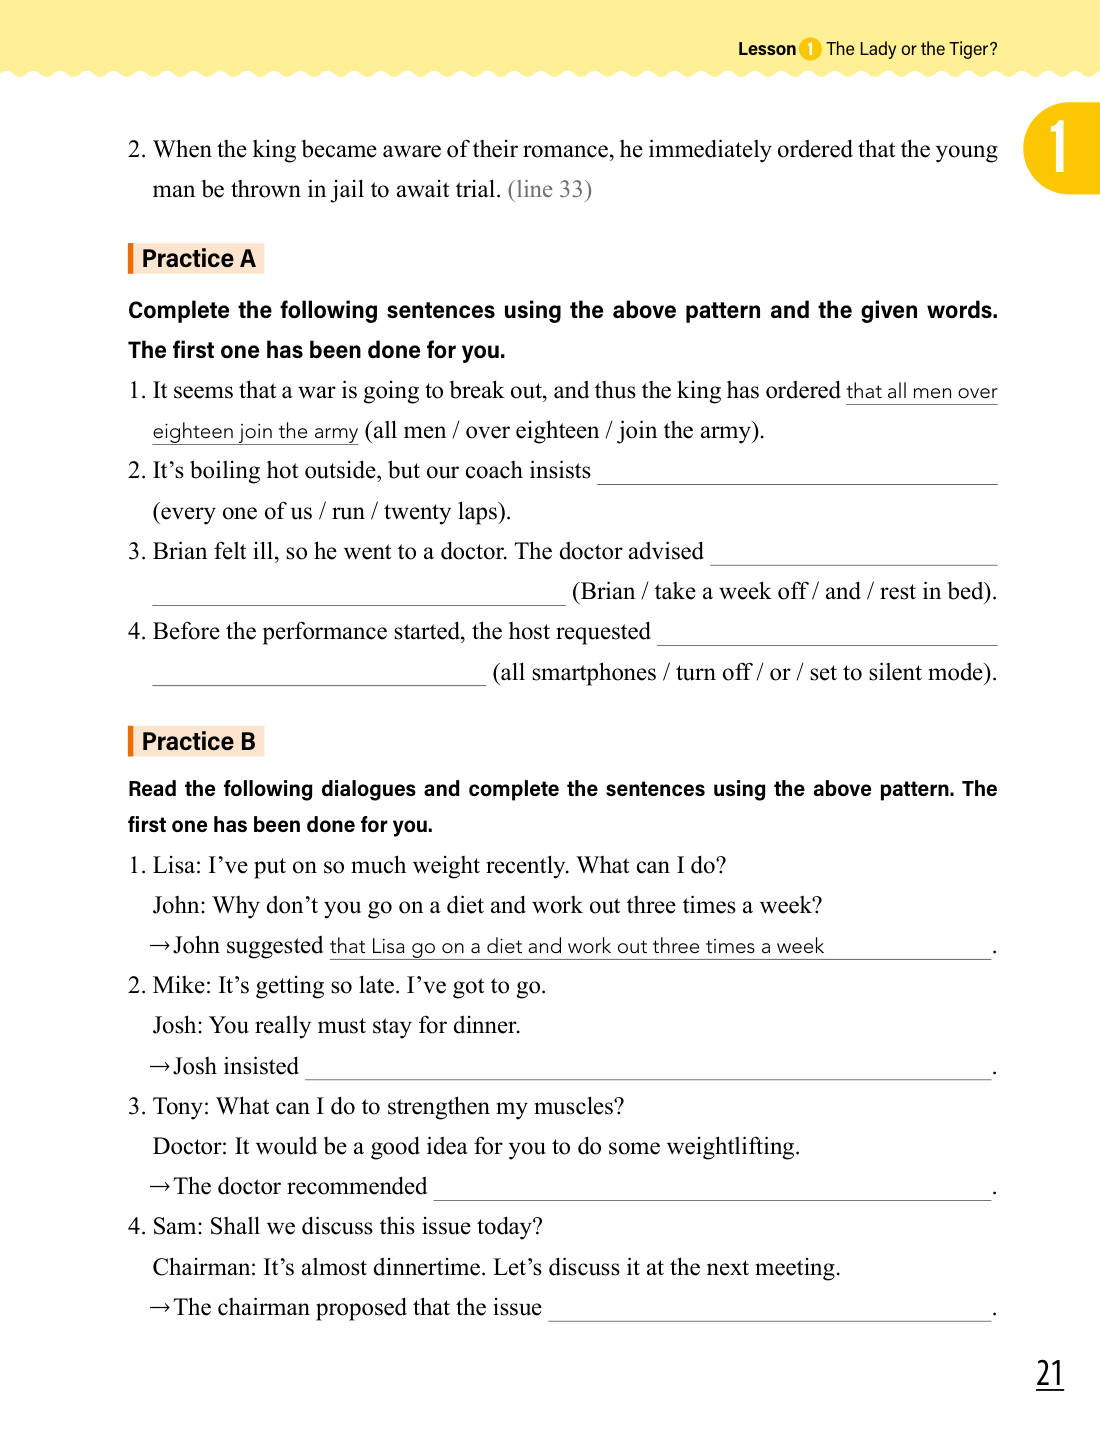 Lesson 1 The Lady or the Tiger?
1
2. When the king became aware of their romance, he immediately ordered that the young
man be thrown in jail to await trial. (line 33)
Practice A
Complete the following sentences using the above pattern and the given words.
The first one has been done for you.
1. It seems that a war is going to break out, and thus the king has ordered that all men over
eighteen join the army (all men / over eighteen / join the army).
2. It’s boiling hot outside, but our coach insists
(every one of us / run / twenty laps).
3. Brian felt ill, so he went to a doctor. The doctor advised
(Brian / take a week off / and / rest in bed).
4. Before the performance started, the host requested
(all smartphones / turn off / or / set to silent mode).
Practice B
Read the following dialogues and complete the sentences using the above pattern. The
first one has been done for you.
1. Lisa: I’ve put on so much weight recently. What can I do?
John: Why don’t you go on a diet and work out three times a week?
→John suggested that Lisa go on a diet and work out three times a week .
2. Mike: It’s getting so late. I’ve got to go.
Josh: You really must stay for dinner.
→Josh insisted .
3. Tony: What can I do to strengthen my muscles?
Doctor: It would be a good idea for you to do some weightlifting.
→The doctor recommended .
4. Sam: Shall we discuss this issue today?
Chairman: It’s almost dinnertime. Let’s discuss it at the next meeting.
→The chairman proposed that the issue .
21